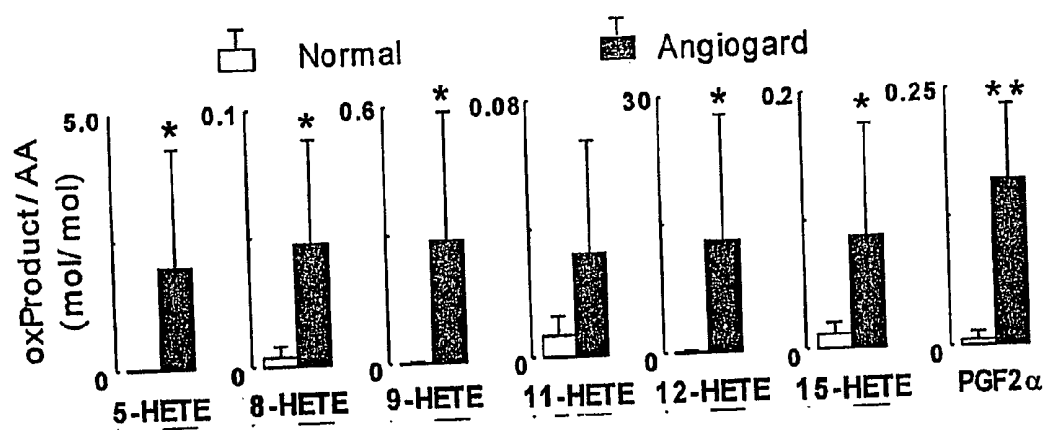 Normal Angiogard
oxProduct/AA
(mol/mol)
5.0 * 0.1 * 0.6 * 0.08 30 * 0.2 * 0.25 **
0 0 0 0 0 0 0
5-HETE 8-HETE 9-HETE 11-HETE 12-HETE 15-HETE PGF2α